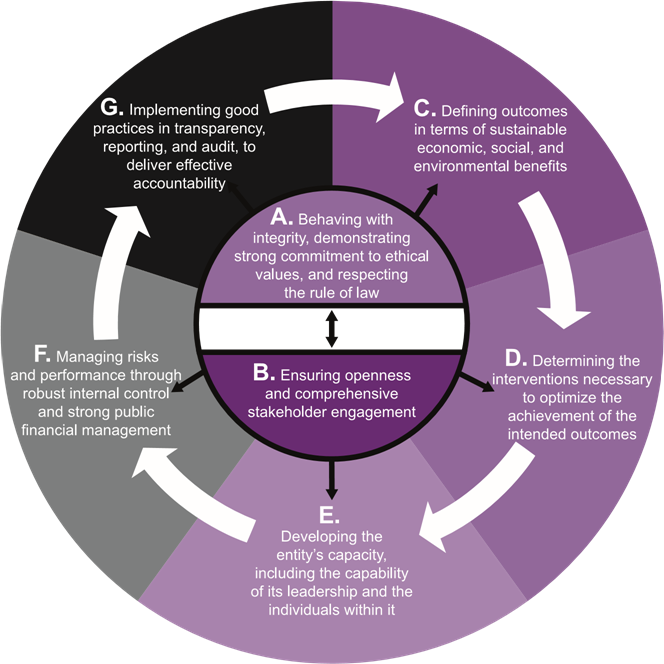 A. Behaving with
integrity, demonstrating
strong commitment to ethical
values, and respecting
the rule of law
B. Ensuring openness
and comprehensive
stakeholder engagement
C. Defining outcomes
in terms of sustainable
economic, social, and
environmental benefits
D. Determining the
interventions necessary
to optimize the
achievement of the
intended outcomes
E.
Developing the
entity’s capacity,
including the capability
of its leadership and the
individuals within it
F. Managing risks
and performance through
robust internal control
and strong public
financial management
G. Implementing good
practices in transparency,
reporting, and audit, to
deliver effective
accountability